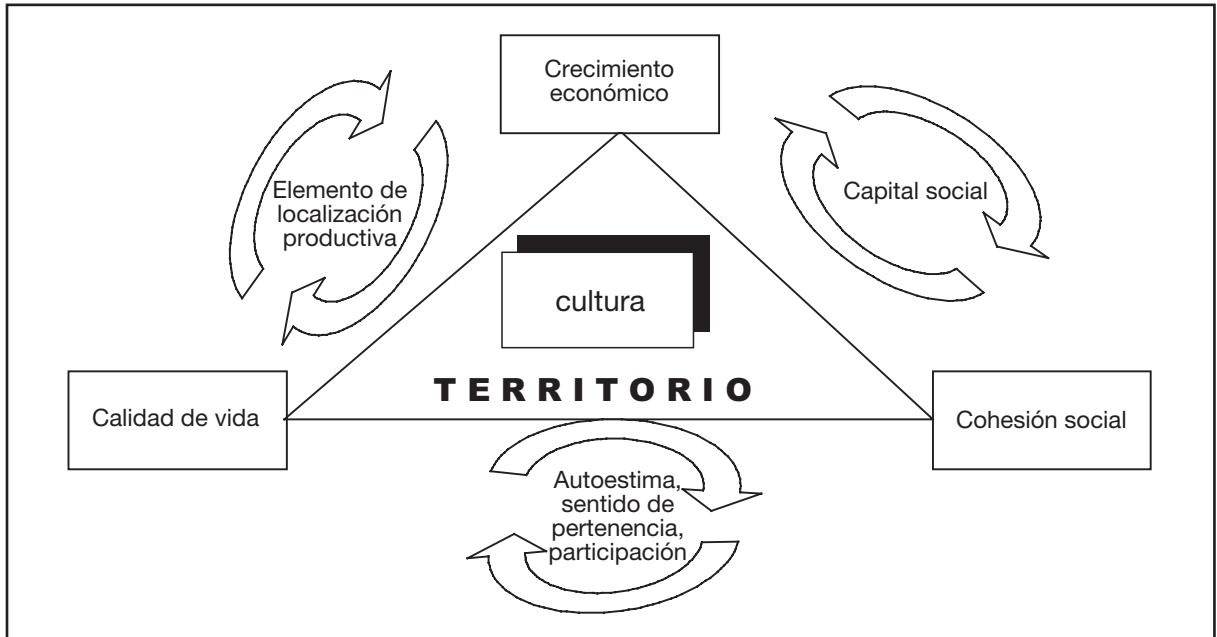 Crecimiento
económico
Elemento de
localización
productiva
Capital social
cultura
TERRITORIO
Calidad de vida
Cohesión social
Autoestima,
sentido de
pertenencia,
participación